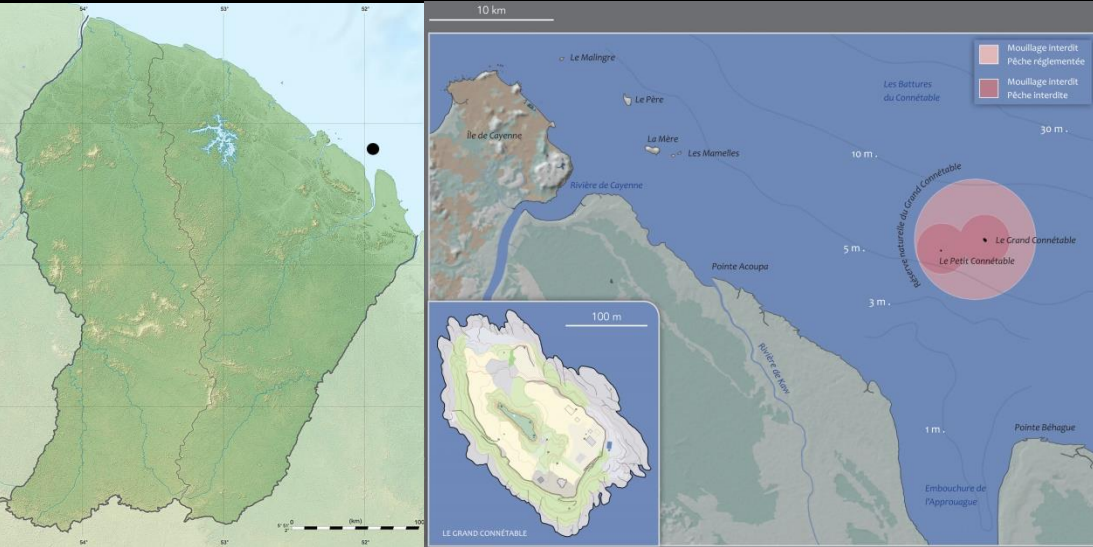 54°
53°
52°
0
(km)
100
54°
53°
52°
10 km
Mouillage Interdit
Pêche réglementée
Mouillage Interdit
Pêche interdite
Le Malingre
Les Battures
du Connétable
Le Père
30 m .
Île de Cayenne
La Mère
Les Mamelles
10 m .
Rivière de Cayenne
Réserve naturelle du Grand Connétable
Le Grand Connétable
5 m .
Le Petit Connétable
Pointe Acoupa
3 m .
100 m
Rivière de Kaw
1 m .
Pointe Béhague
Embouchure de
l'Approuague
LE GRAND CONNÉTABLE